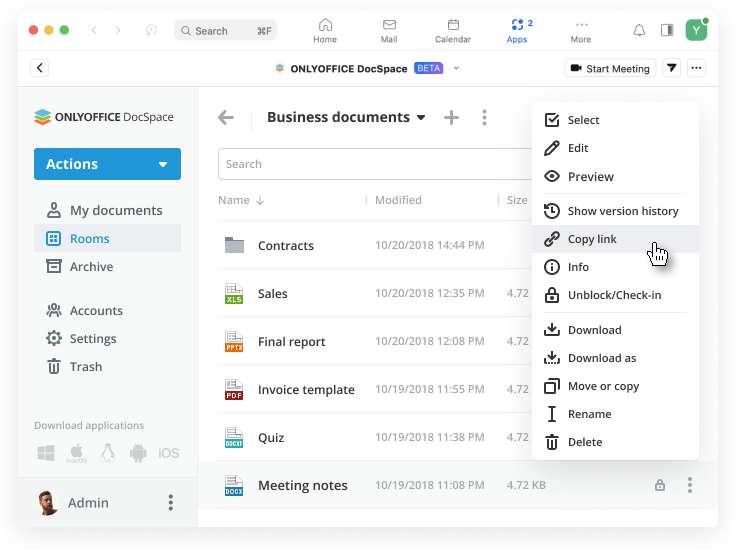 Search ⌘F
Home
Mail
Calendar
Apps
2
More
Y
ONLYOFFICE DocSpace BETA
Start Meeting
ONLYOFFICE DocSpace
Actions
My documents
Rooms
Archive
Accounts
Settings
Trash
Download applications
macOS
iOS
Admin
Business documents
Search
Name Modified Size
Contracts 10/20/2018 14:44 PM
XLS Sales 10/20/2018 12:35 PM 4.72
PPTX Final report 10/20/2018 12:08 PM 4.72
PDF Invoice template 10/19/2018 11:55 PM 4.72
DOCXF Quiz 10/19/2018 11:38 PM 4.72
DOCX Meeting notes 10/19/2018 11:08 PM 4.72 KB
Select
Edit
Preview
Show version history
Copy link
Info
Unblock/Check-in
Download
Download as
Move or copy
Rename
Delete